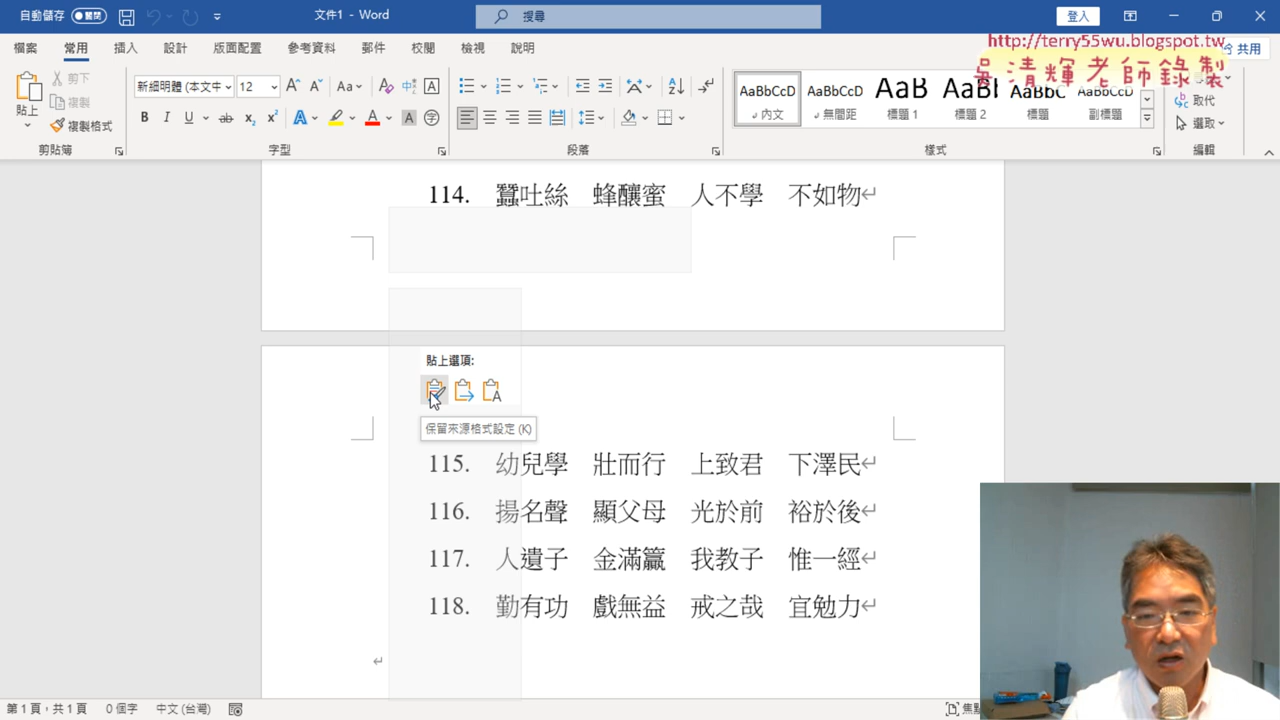 自動儲存 關閉 文件1 - Word 搜尋 登入
檔案 常用 插入 設計 版面配置 參考資料 郵件 校閱 檢視 說明 共用
http://terry55wu.blogspot.tw
吳清輝老師錄製
貼上 剪下 複製 複製格式
新細明體 (本文中 12
AaBbCcD AaBbCcD AaB AaBl AaBbC AaBbCcD
內文 無間距 標題 1 標題 2 標題 副標題
取代
選取
剪貼簿 字型 段落 樣式 編輯
114. 蠶吐絲 蜂釀蜜 人不學 不如物
貼上選項:
保留來源格式設定 (K)
115. 幼兒學 壯而行 上致君 下澤民
116. 揚名聲 顯父母 光於前 裕於後
117. 人遺子 金滿籯 我教子 惟一經
118. 勤有功 戲無益 戒之哉 宜勉力
第 1 頁，共 1 頁 0 個字 中文 (台灣)